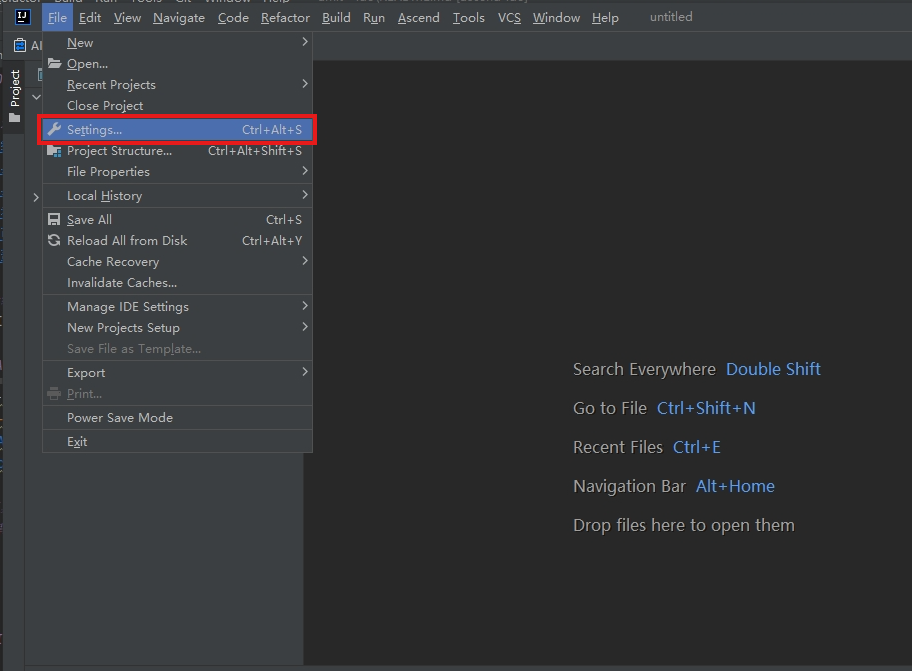 File Edit View Navigate Code Refactor Build Run Ascend Tools VCS Window Help untitled
New
Open...
Recent Projects
Close Project
Settings... Ctrl+Alt+S
Project Structure... Ctrl+Alt+Shift+S
File Properties
Local History
Save All Ctrl+S
Reload All from Disk Ctrl+Alt+Y
Cache Recovery
Invalidate Caches...
Manage IDE Settings
New Projects Setup
Save File as Template...
Export
Print...
Power Save Mode
Exit
Project
Search Everywhere Double Shift
Go to File Ctrl+Shift+N
Recent Files Ctrl+E
Navigation Bar Alt+Home
Drop files here to open them